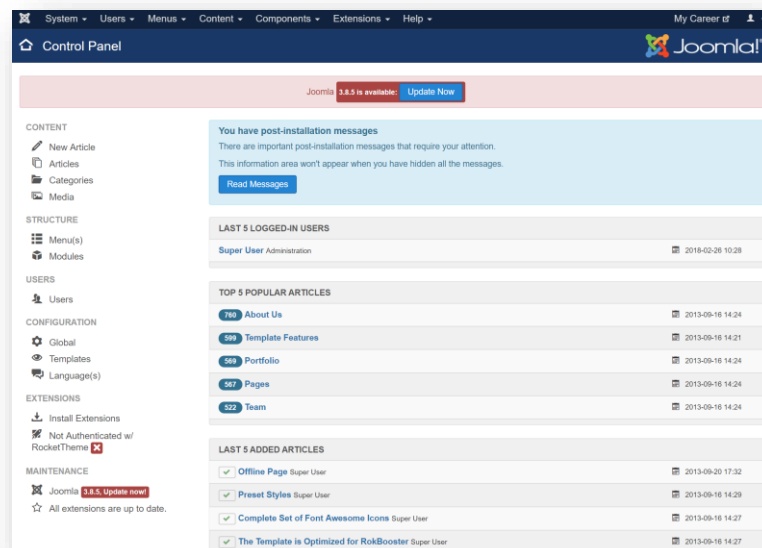 System Users Menus Content Components Extensions Help My Career
Control Panel Joomla!
Joomla 3.8.5 is available: Update Now
CONTENT
New Article
Articles
Categories
Media
STRUCTURE
Menu(s)
Modules
USERS
Users
CONFIGURATION
Global
Templates
Language(s)
EXTENSIONS
Install Extensions
Not Authenticated w/
RocketTheme
MAINTENANCE
Joomla 3.8.5, Update now!
All extensions are up to date.
You have post-installation messages
There are important post-installation messages that require your attention.
This information area won't appear when you have hidden all the messages.
Read Messages
LAST 5 LOGGED-IN USERS
Super User Administration 2018-02-26 10:28
TOP 5 POPULAR ARTICLES
760 About Us 2013-09-16 14:24
599 Template Features 2013-09-16 14:21
569 Portfolio 2013-09-16 14:24
567 Pages 2013-09-16 14:24
522 Team 2013-09-16 14:24
LAST 5 ADDED ARTICLES
Offline Page Super User 2013-09-20 17:32
Preset Styles Super User 2013-09-16 14:29
Complete Set of Font Awesome Icons Super User 2013-09-16 14:27
The Template is Optimized for RokBooster Super User 2013-09-16 14:27